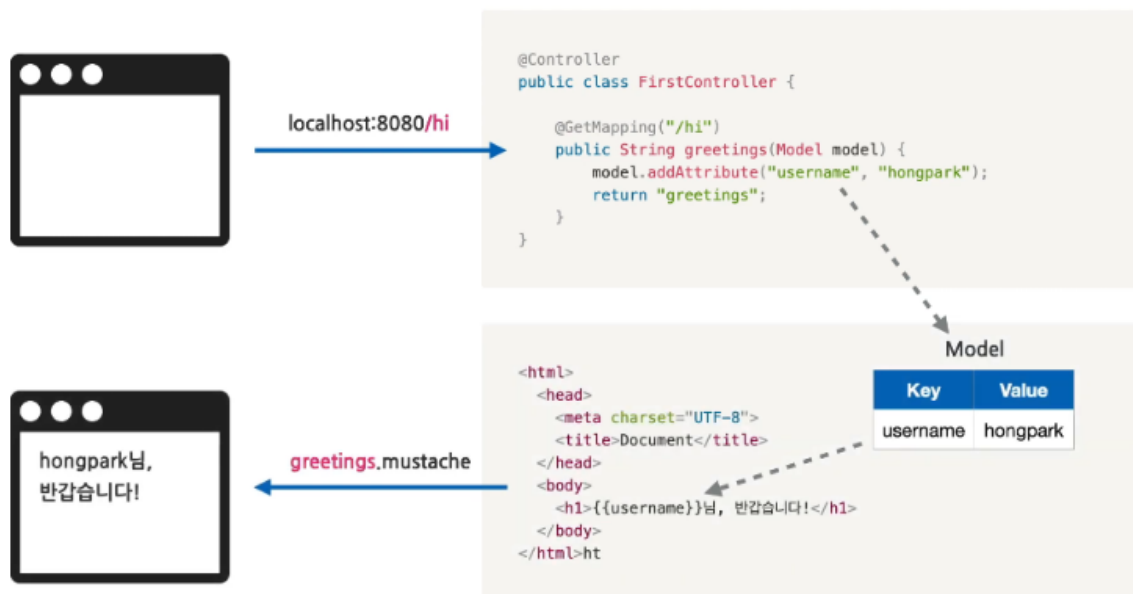 localhost:8080/hi
@Controller
public class FirstController {
@GetMapping("/hi")
public String greetings(Model model) {
model.addAttribute("username", "hongpark");
return "greetings";
}
}
Model
Key Value
username hongpark
<html>
<head>
<meta charset="UTF-8">
<title>Document</title>
</head>
<body>
<h1>{{username}}님, 반갑습니다!</h1>
</body>
</html>ht
greetings.mustache
hongpark님,
반갑습니다!